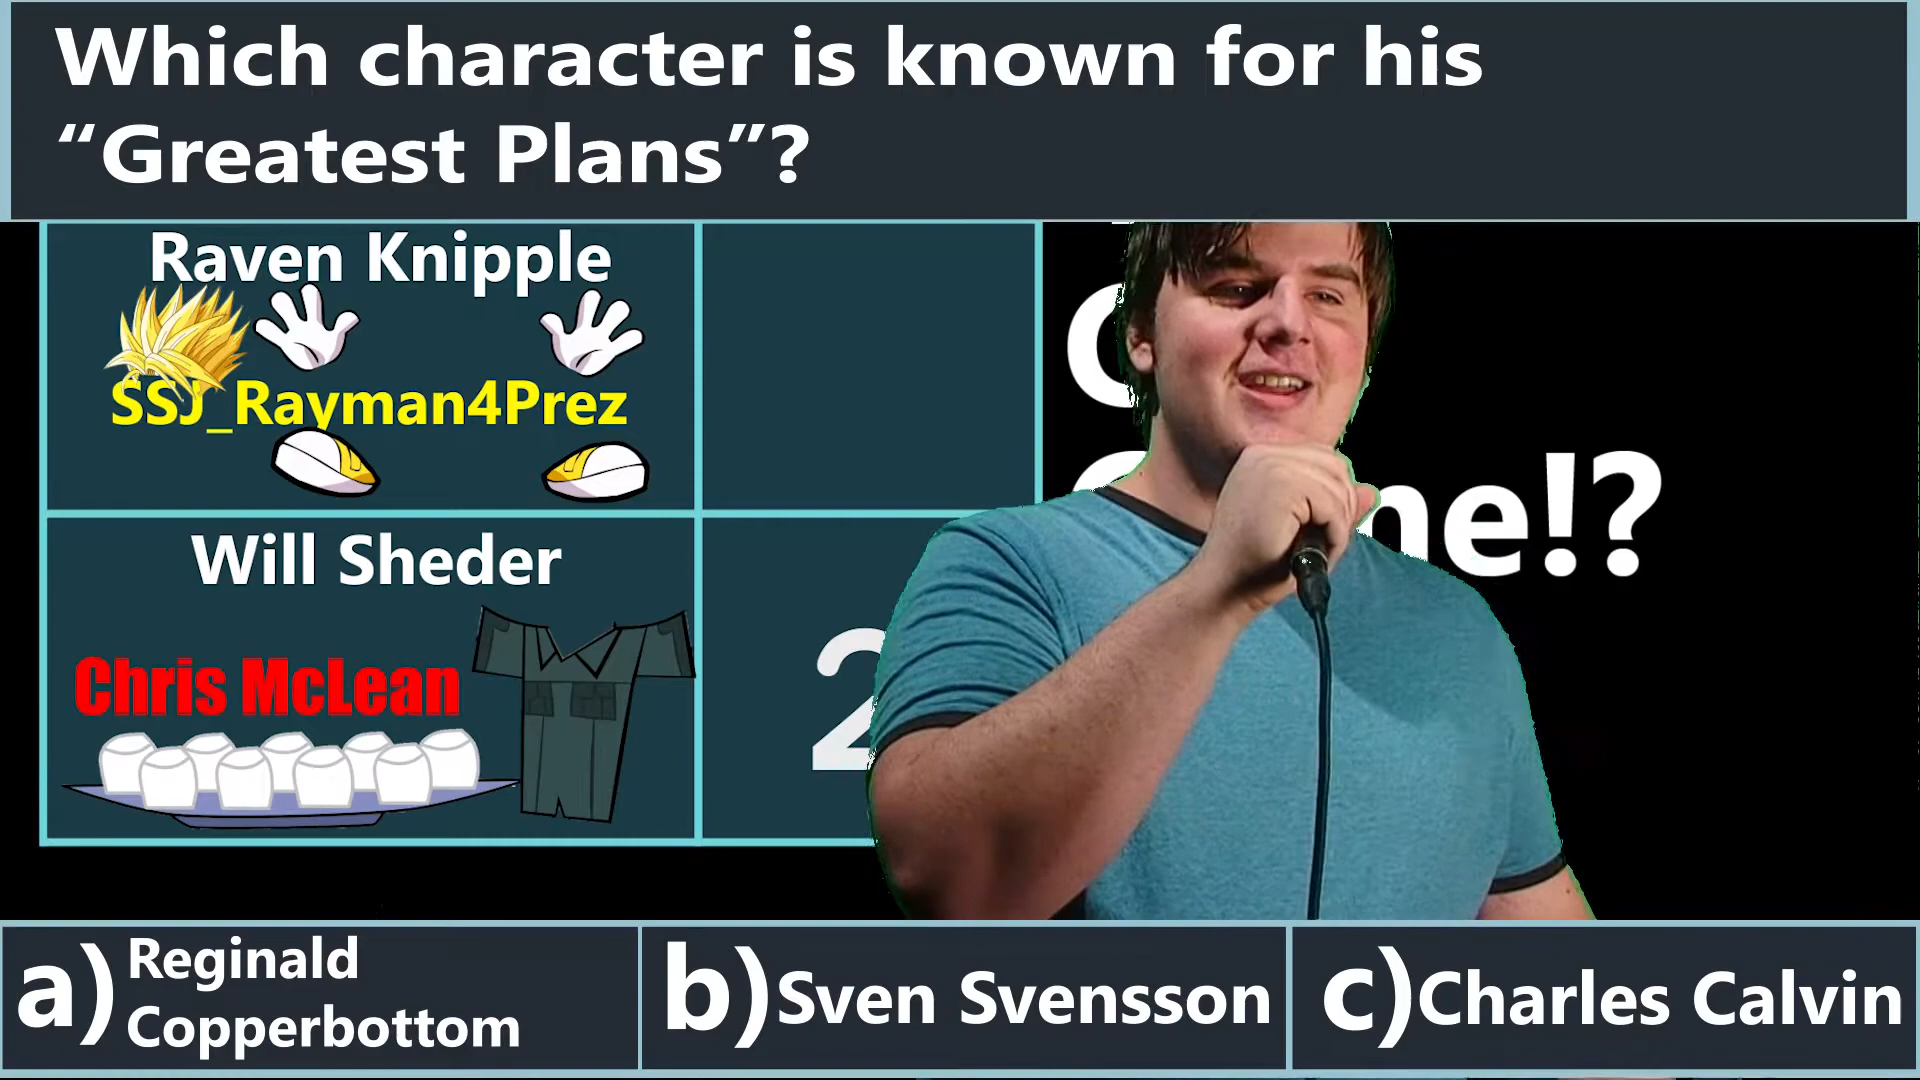 Which character is known for his
“Greatest Plans”?
Raven Knipple
SSJ_Rayman4Prez
Will Sheder
Chris McLean
2
a) Reginald
Copperbottom
b) Sven Svensson
c) Charles Calvin